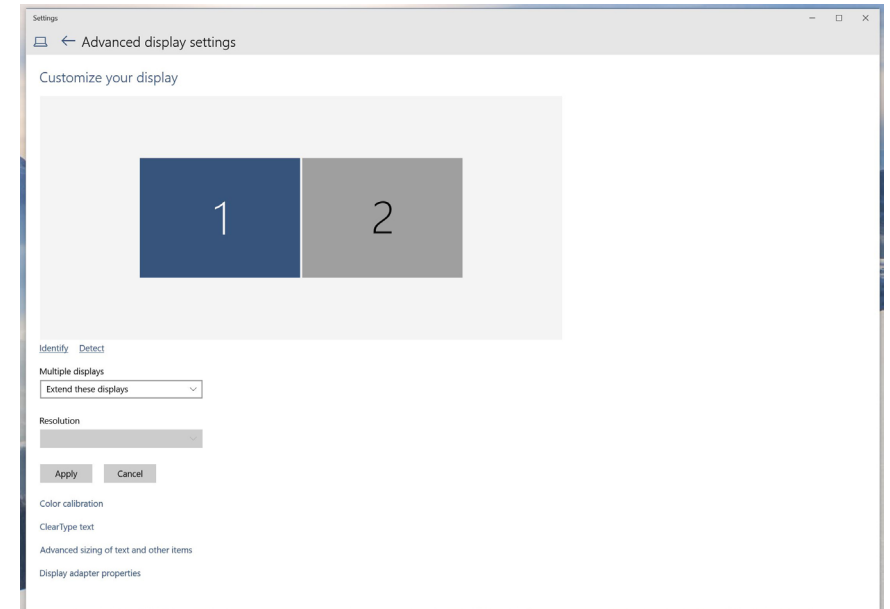 Settings
Advanced display settings
Customize your display
1 2
Identify Detect
Multiple displays
Extend these displays
Resolution
Apply Cancel
Color calibration
ClearType text
Advanced sizing of text and other items
Display adapter properties